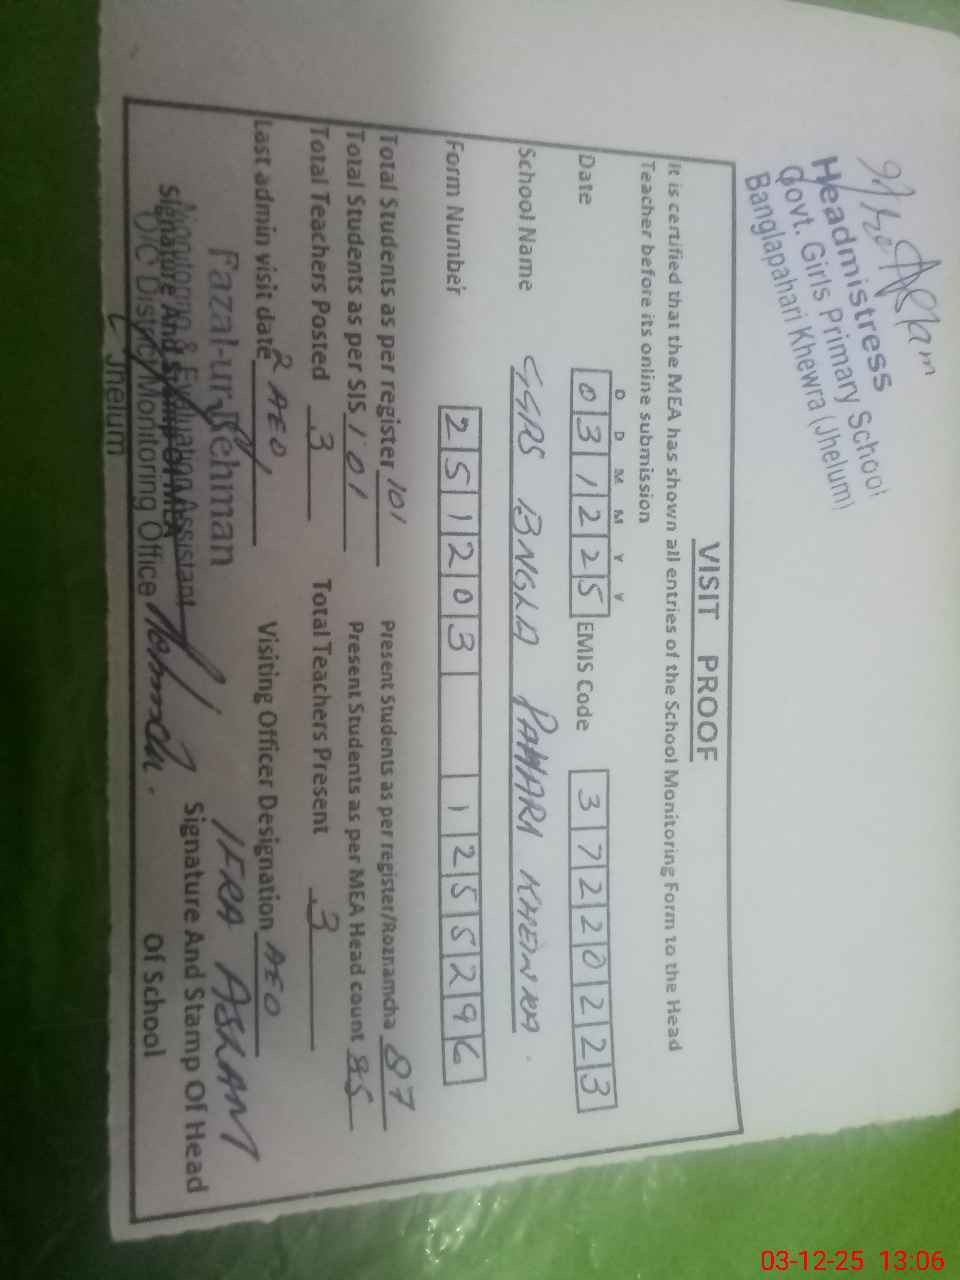 Headmistress
Govt. Girls Primary School
Banglapahari Khewra (Jhelum)
VISIT PROOF
It is certified that the MEA has shown all entries of the School Monitoring Form to the Head
Teacher before its online submission
D D M M Y Y
Date 0 3 1 2 2 5 EMIS Code 3 7 2 2 0 2 2 3
School Name GGPS BNGLA PAHARI KHEWRA.
Form Number 2 5 1 2 0 3 1 2 5 5 2 9 6
Total Students as per register 101 Present Students as per register/Roznamcha 87
Total Students as per SIS 101 Present Students as per MEA Head count 85
Total Teachers Posted 3 Total Teachers Present 3
Last admin visit date 2 AEO, Visiting Officer Designation AEO
Fazal-ur-Rehman IFRA ASLAM
Monitoring & Evaluation Assistant
Signature And Stamp Of MEA Signature And Stamp Of Head
D/C District Monitoring Office Of School
Jhelum
03-12-25 13:06